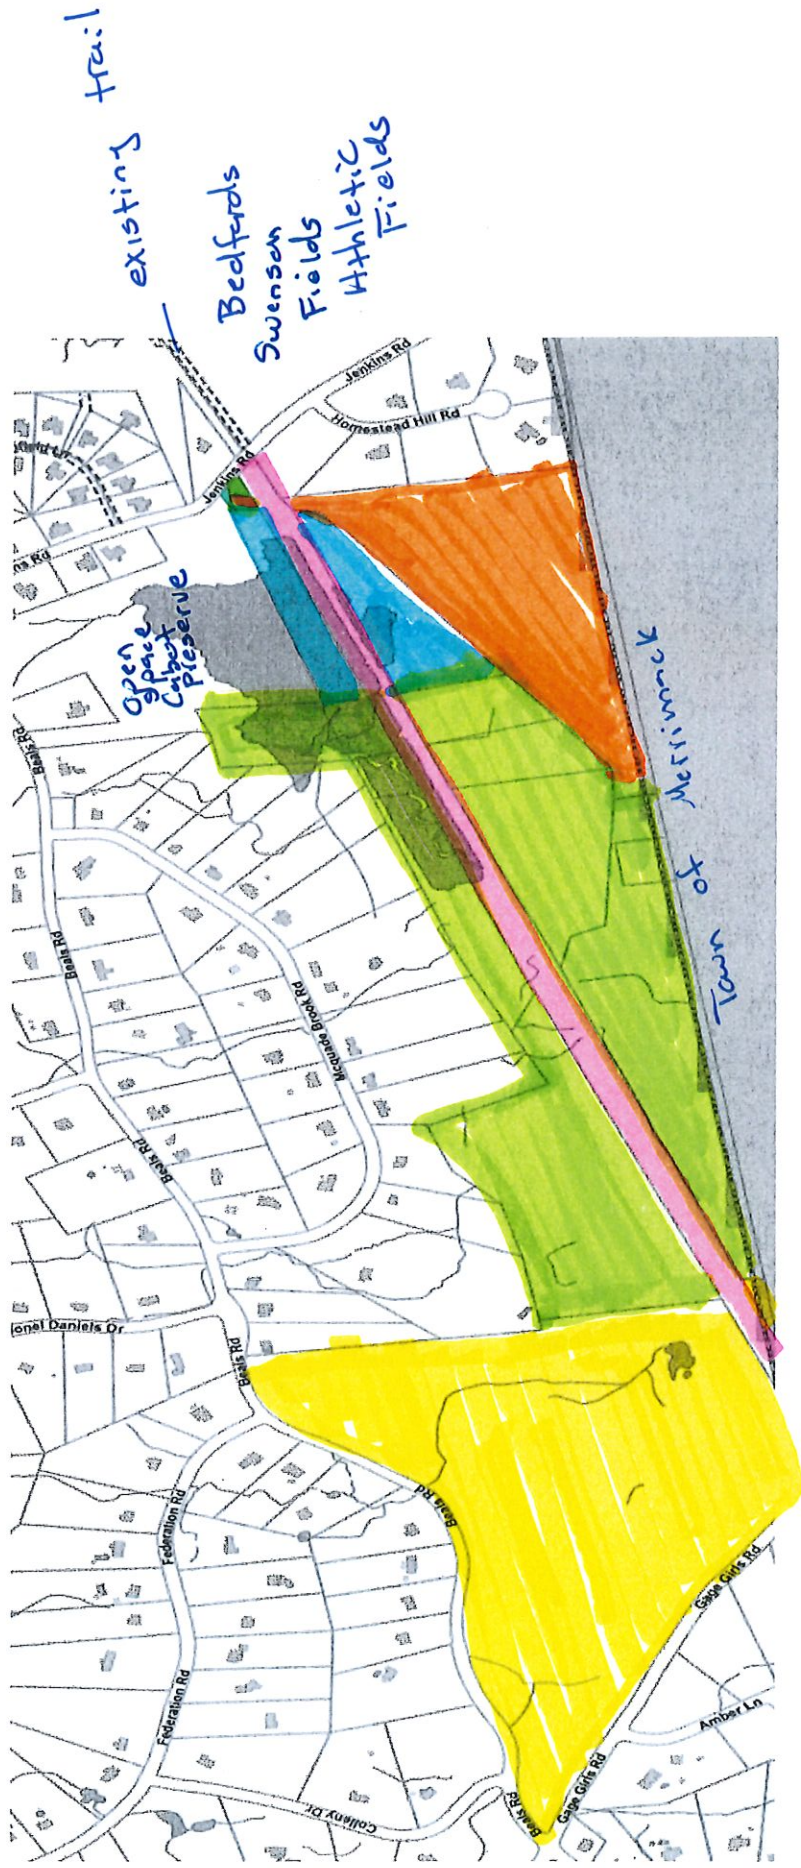 existing trail
Bedfords
Swenson
Fields
Athletic
Fields
Jenkins Rd
Homestead Hill Rd
Jenkins Rd
open
space
Cabot
Preserve
Beals Rd
Beals Rd
Mcquade Brook Rd
Beals Rd
Town of Merrimack
onel Daniels Dr
Beals Rd
Federation Rd
Beals Rd
Federation Rd
Gage Girls Rd
Amber Ln
Gage Girls Rd
Beals Rd